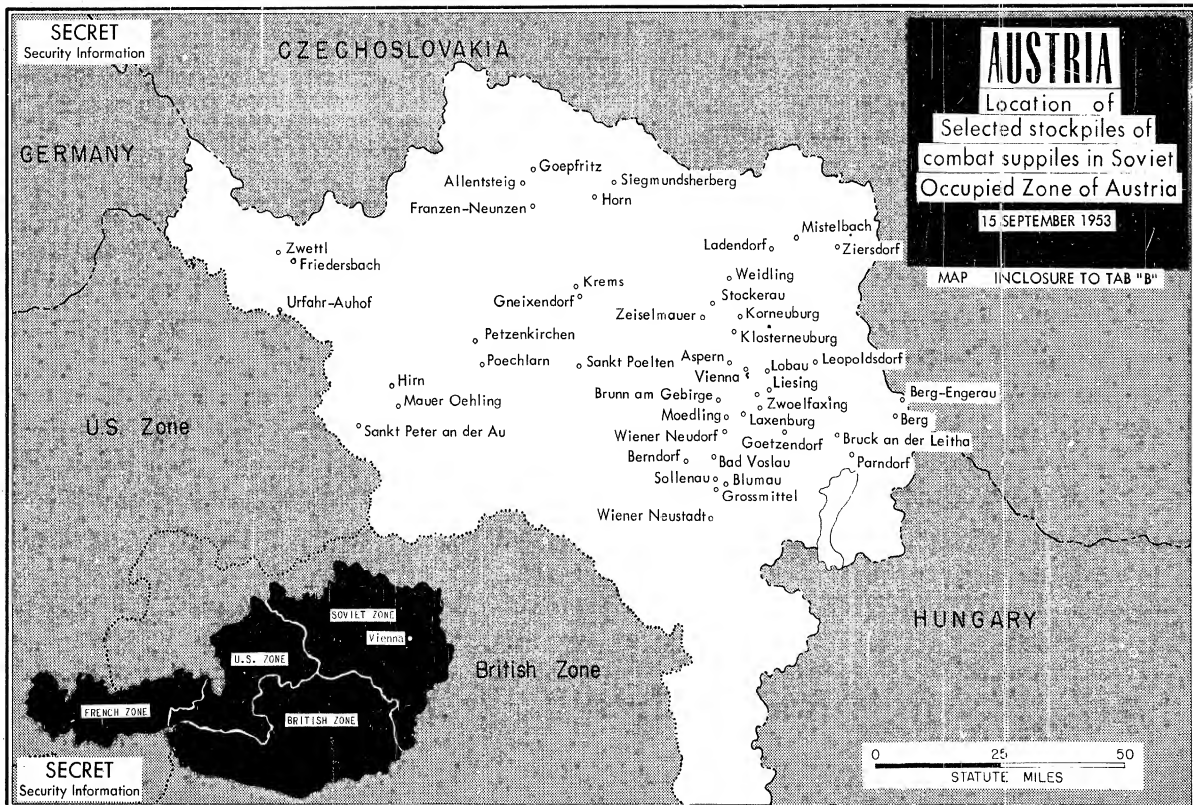 SECRET
Security Information
CZECHOSLOVAKIA
AUSTRIA
Location of
Selected stockpiles of
combat suppiles in Soviet
Occupied Zone of Austria
15 SEPTEMBER 1953
MAP INCLOSURE TO TAB "B"
GERMANY
Goepfritz
Allentsteig
Siegmundsherberg
Horn
Franzen-Neunzen
Mistelbach
Ladendorf
Ziersdorf
Zwettl
Friedersbach
Weidling
Krems
Gneixendorf
Stockerau
Urfahr-Auhof
Zeiselmauer
Korneuburg
Klosterneuburg
Petzenkirchen
Poechlarn
Sankt Poelten
Aspern
Lobau
Leopoldsdorf
Vienna
Liesing
Hirn
Brunn am Gebirge
Zwoelfaxing
Berg-Engerau
Mauer Oehling
Moedling
Laxenburg
Berg
U.S. Zone
Sankt Peter an der Au
Wiener Neudorf
Goetzendorf
Bruck an der Leitha
Berndorf
Bad Voslau
Parndorf
Sollenau
Blumau
Grossmittel
Wiener Neustadt
SOVIET ZONE
Vienna
HUNGARY
U.S. ZONE
British Zone
FRENCH ZONE
BRITISH ZONE
0 25 50
STATUTE MILES
SECRET
Security Information